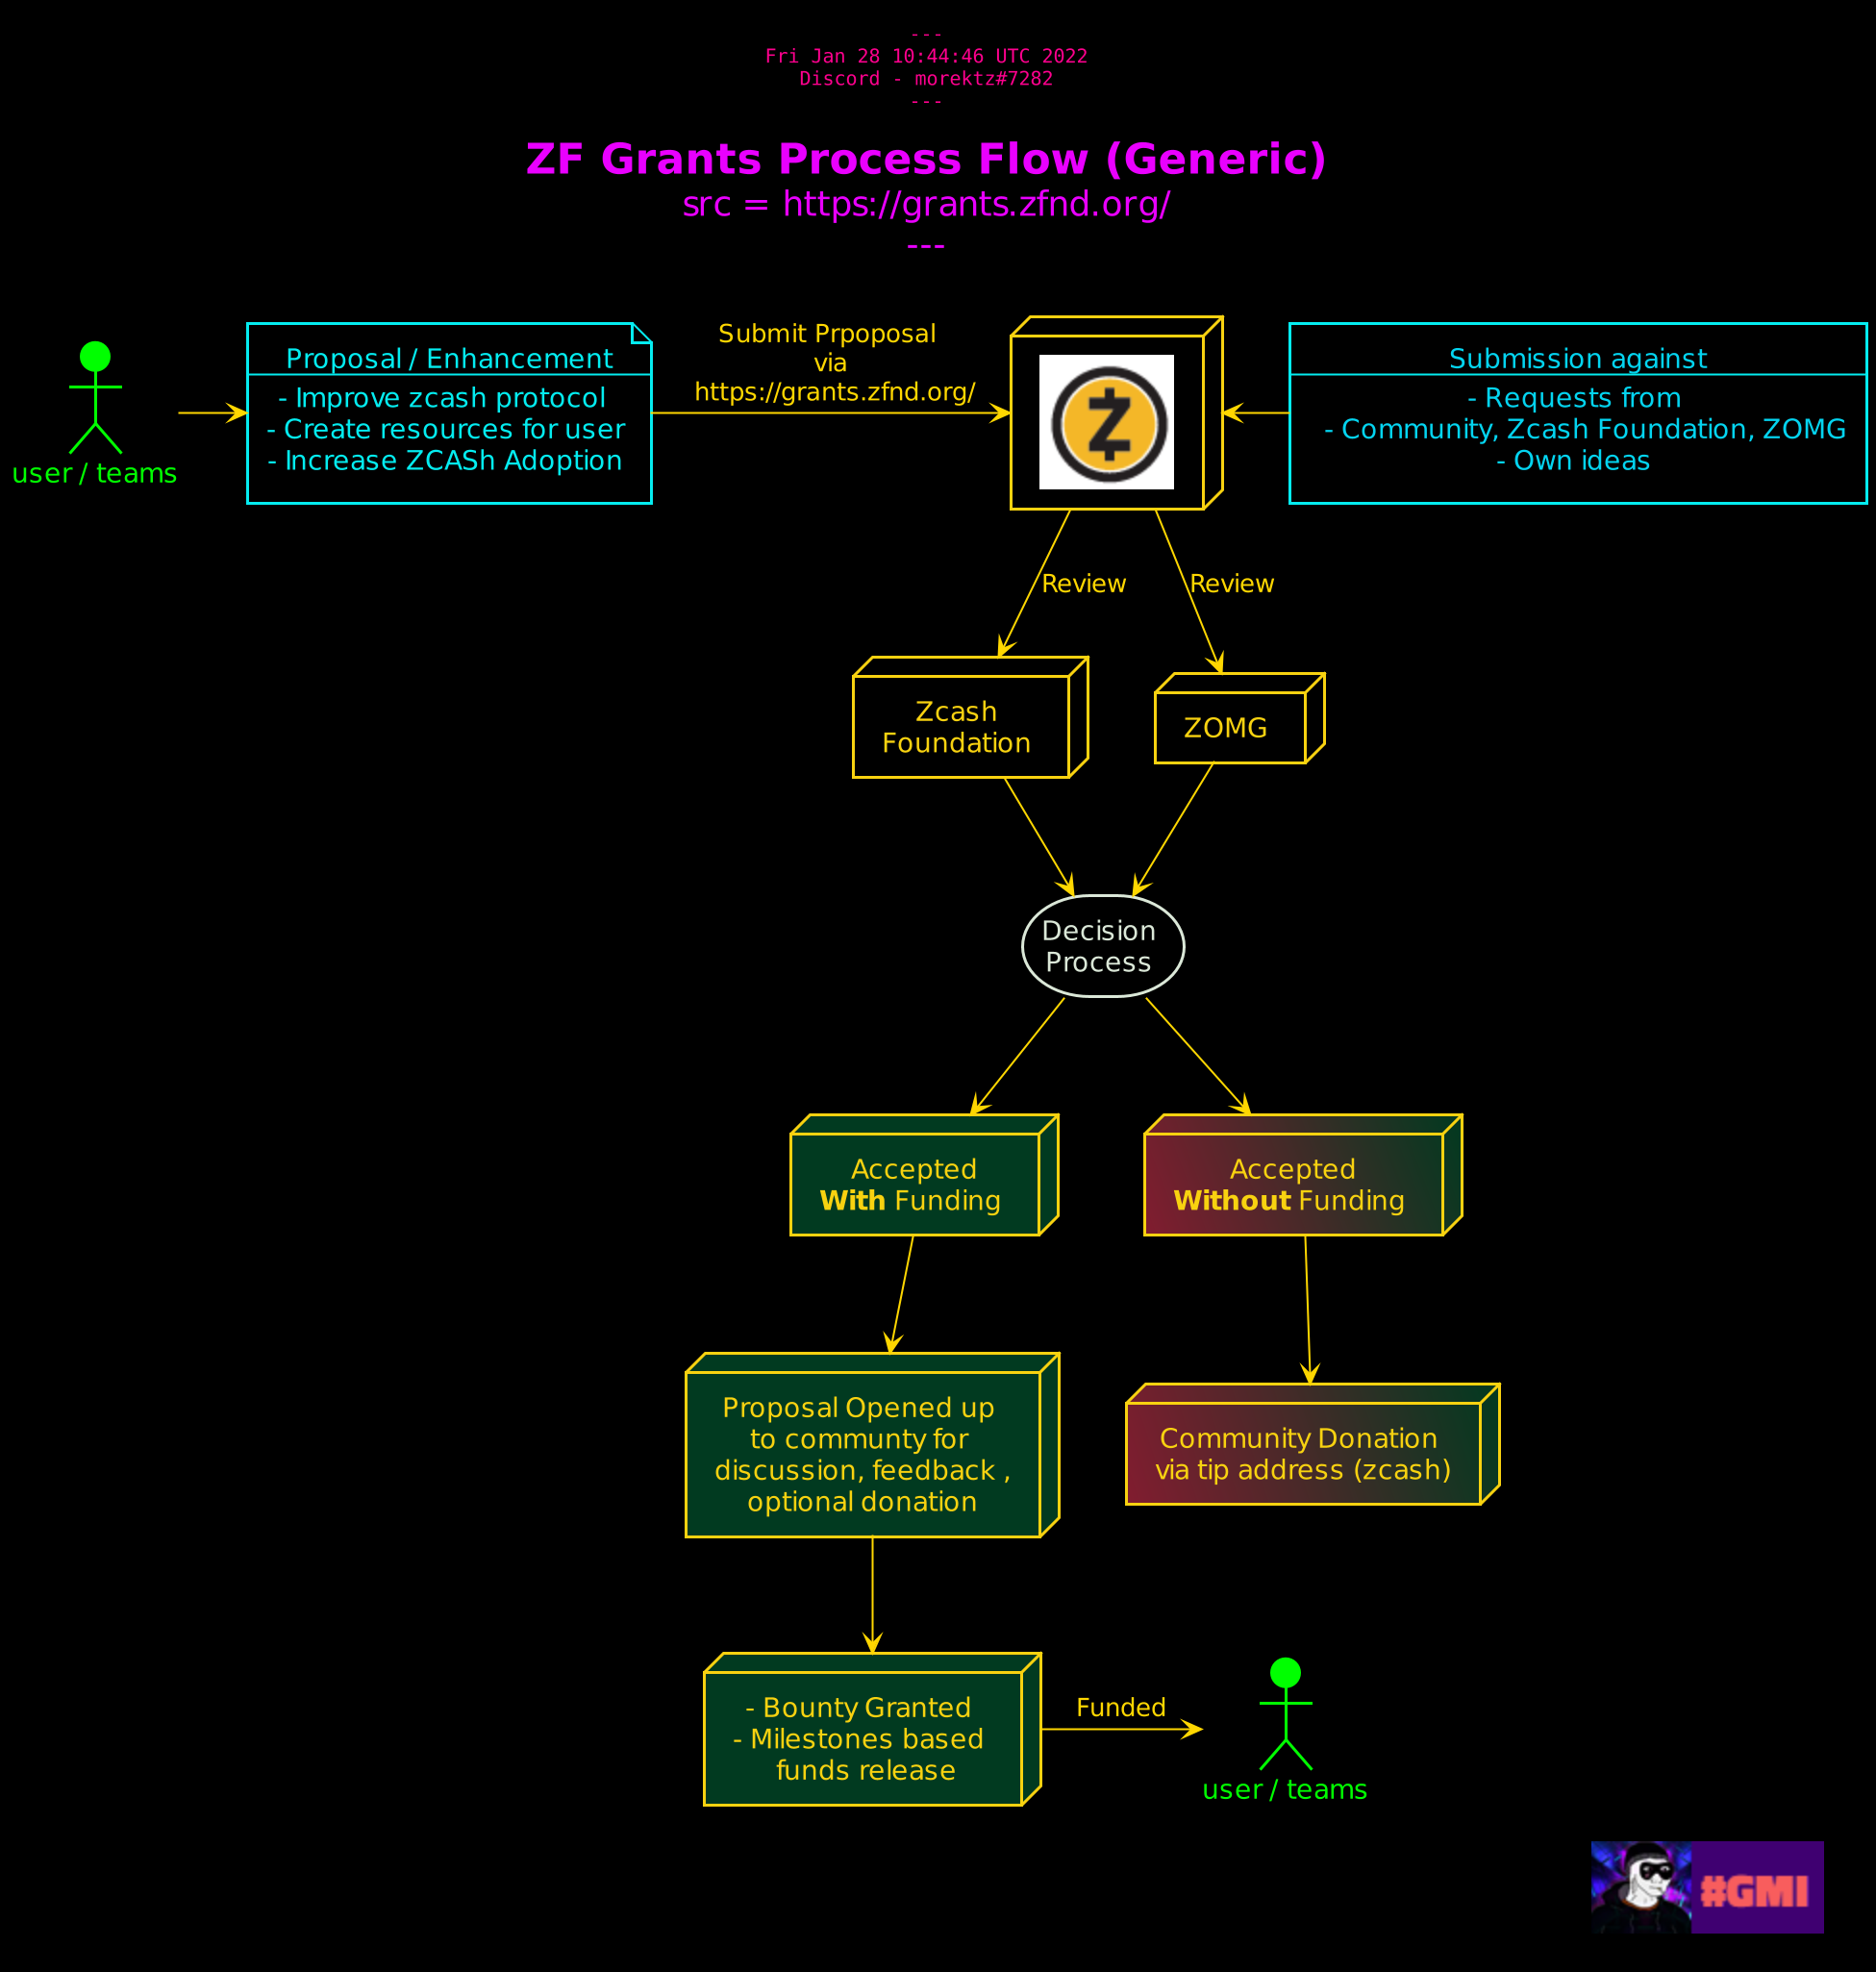 ---
Fri Jan 28 10:44:46 UTC 2022
Discord - morektz#7282
---
ZF Grants Process Flow (Generic)
src = https://grants.zfnd.org/
---
user / teams
Proposal / Enhancement
- Improve zcash protocol
- Create resources for user
- Increase ZCASh Adoption
Submit Prpoposal
via
https://grants.zfnd.org/
Submission against
- Requests from
- Community, Zcash Foundation, ZOMG
- Own ideas
Review
Review
Zcash
Foundation
ZOMG
Decision
Process
Accepted
With Funding
Accepted
Without Funding
Proposal Opened up
to communty for
discussion, feedback ,
optional donation
Community Donation
via tip address (zcash)
- Bounty Granted
- Milestones based
funds release
Funded
user / teams
#GMI